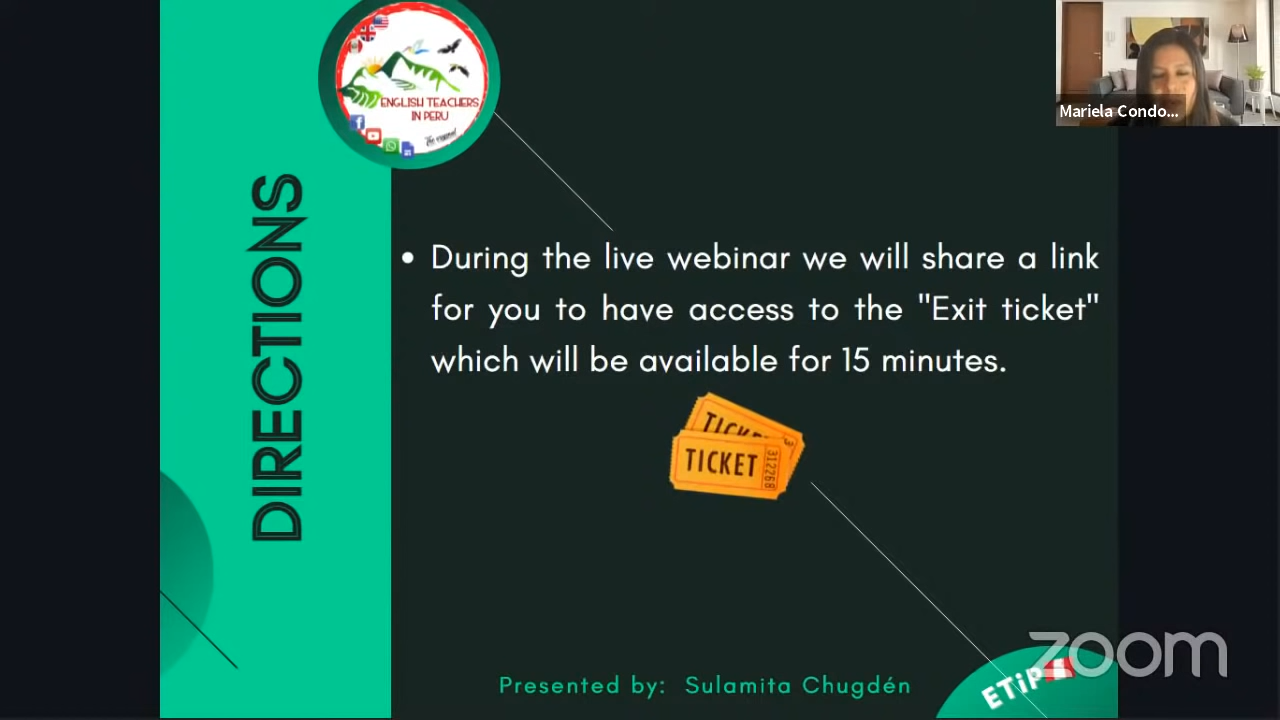 ENGLISH TEACHERS
IN PERU
Mariela Condo...
DIRECTIONS
• During the live webinar we will share a link
for you to have access to the "Exit ticket"
which will be available for 15 minutes.
TICKET
312268
Presented by: Sulamita Chugdén
ETiP
zoom